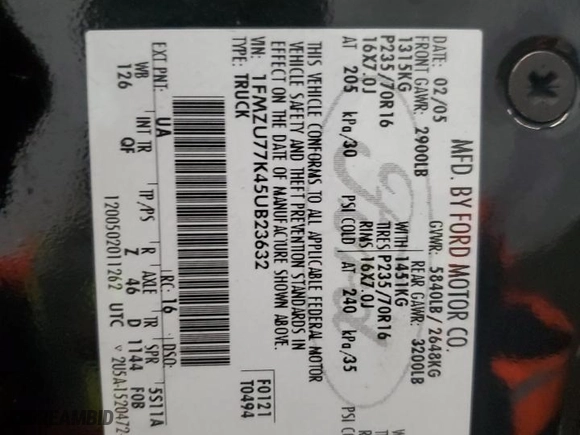 MFD. BY FORD MOTOR CO.
DATE: 02/05 GVWR: 5840LB / 2648KG
FRONT GAWR: 2900LB REAR GAWR: 3200LB
1315KG WITH 1451KG
P235/70R16 TIRES P235/70R16
16X7.0J RIMS 16X7.0J
AT 205 kPa/30 PSI COLD AT 240 kPa/35 PSI
THIS VEHICLE CONFORMS TO ALL APPLICABLE FEDERAL MOTOR
VEHICLE SAFETY AND THEFT PREVENTION STANDARDS IN
EFFECT ON THE DATE OF MANUFACTURE SHOWN ABOVE.
VIN: 1FMZU77K45UB23632 F0121
TYPE: TRUCK T0494
EXT PNT: UA RC: 16 DSO:
WB INT TR TP/PS R AXLE TR SPR
126 QF Z 46 D 1144 F0B 5S11A
1200502011262 UTC